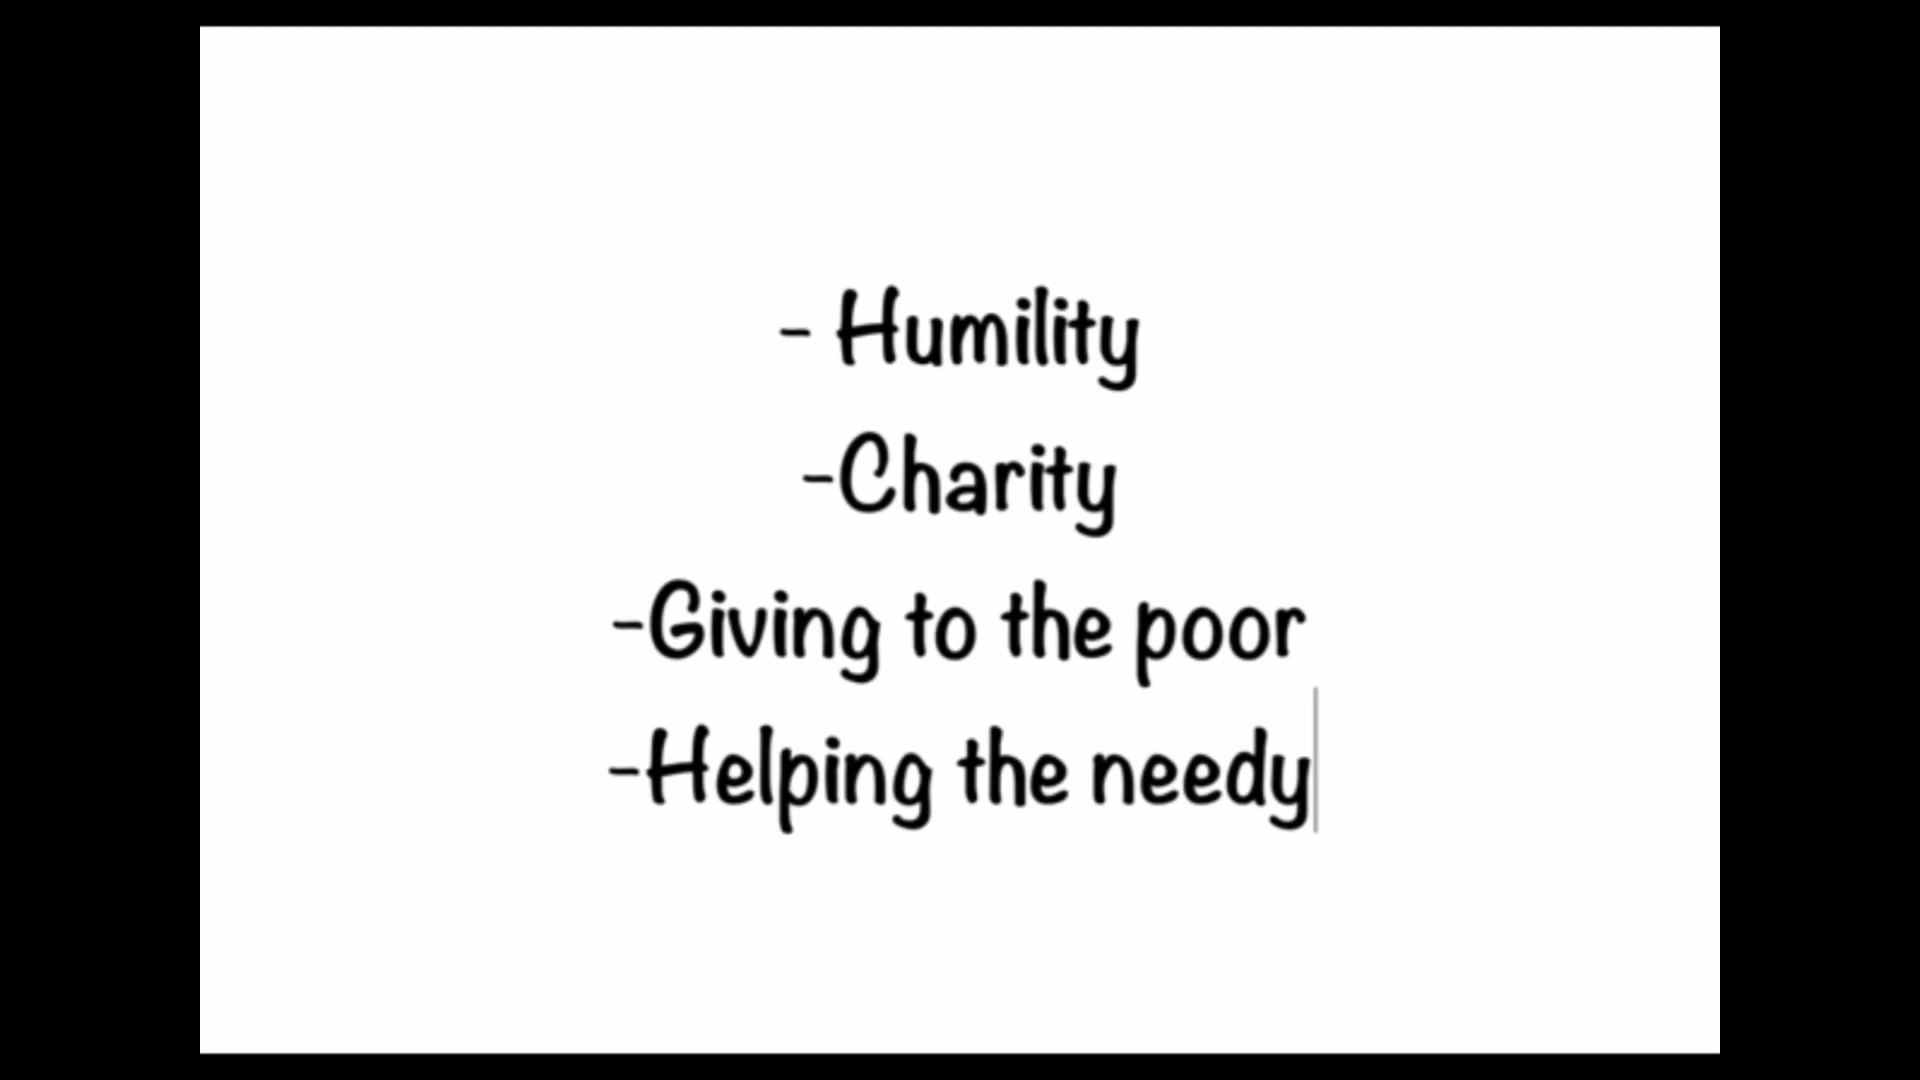 - Humility
-Charity
-Giving to the poor
-Helping the needy